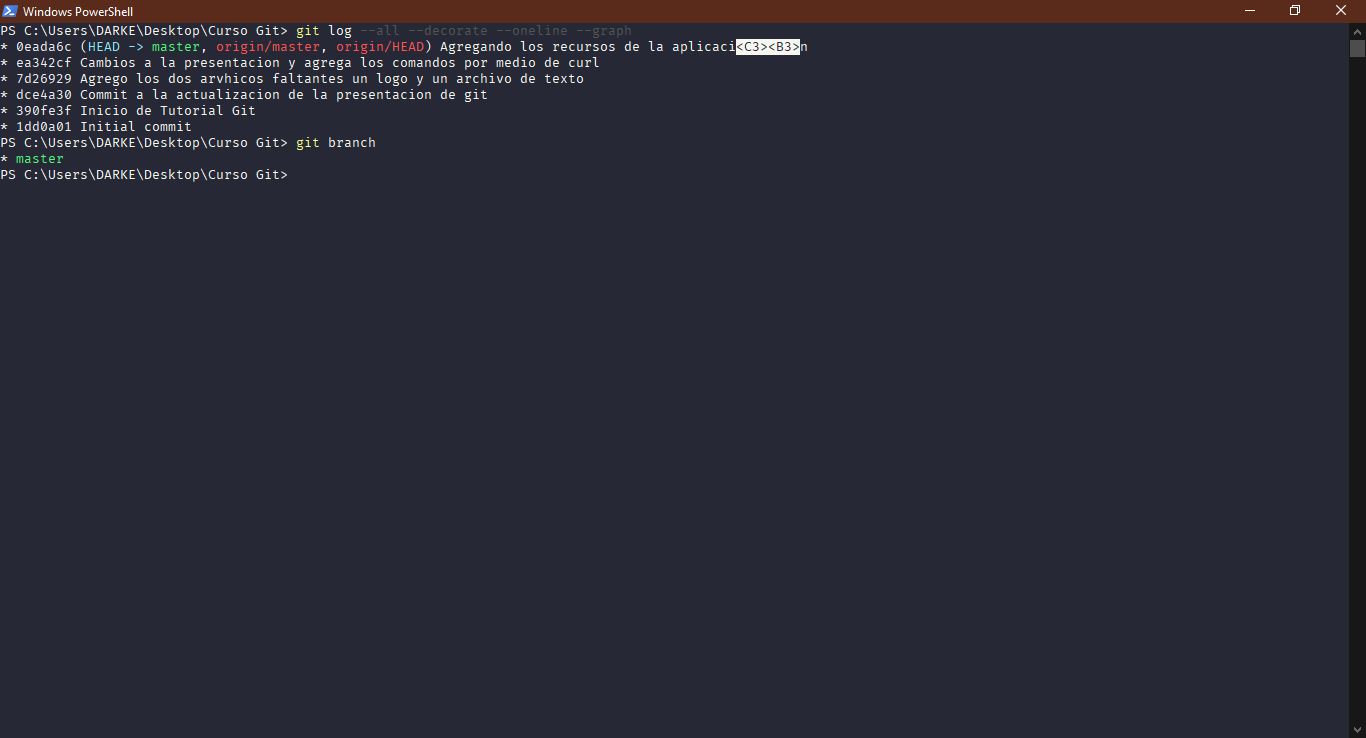 Windows PowerShell
PS C:\Users\DARKE\Desktop\Curso Git> git log --all --decorate --oneline --graph
* 0eada6c (HEAD -> master, origin/master, origin/HEAD) Agregando los recursos de la aplicaci<C3><B3>n
* ea342cf Cambios a la presentacion y agrega los comandos por medio de curl
* 7d26929 Agrego los dos arvhicos faltantes un logo y un archivo de texto
* dce4a30 Commit a la actualizacion de la presentacion de git
* 390fe3f Inicio de Tutorial Git
* 1dd0a01 Initial commit
PS C:\Users\DARKE\Desktop\Curso Git> git branch
* master
PS C:\Users\DARKE\Desktop\Curso Git>